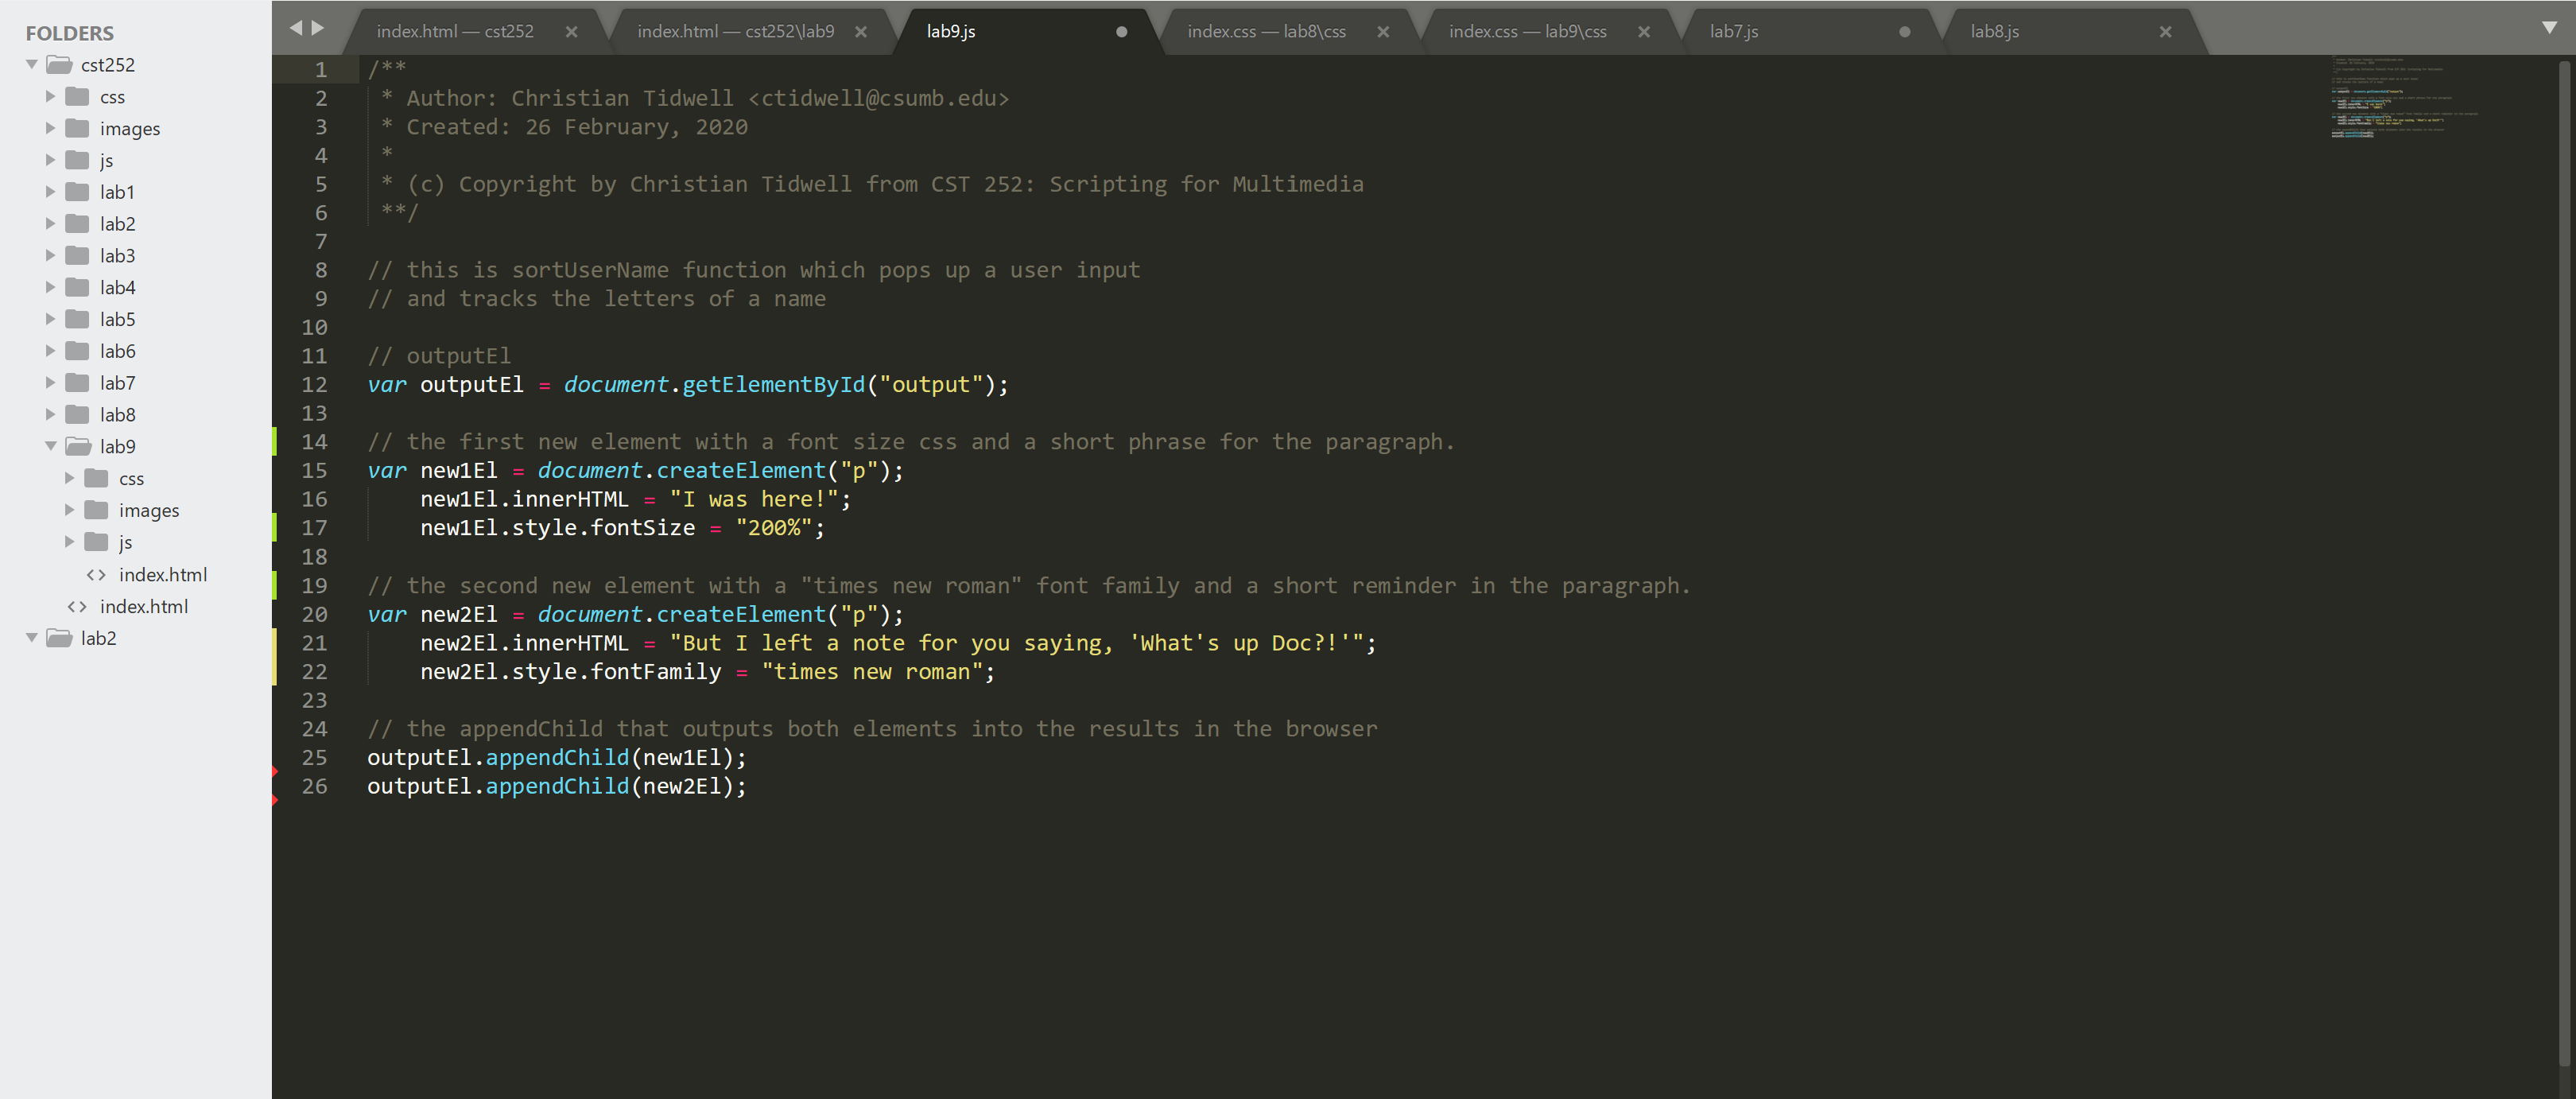 FOLDERS
cst252
css
images
js
lab1
lab2
lab3
lab4
lab5
lab6
lab7
lab8
lab9
css
images
js
<> index.html
<> index.html
lab2
index.html — cst252 ×
index.html — cst252\lab9 ×
lab9.js
index.css — lab8\css ×
index.css — lab9\css ×
lab7.js
lab8.js ×
1 /**
2  * Author: Christian Tidwell <ctidwell@csumb.edu>
3  * Created: 26 February, 2020
4  *
5  * (c) Copyright by Christian Tidwell from CST 252: Scripting for Multimedia
6  **/
7
8 // this is sortUserName function which pops up a user input
9 // and tracks the letters of a name
10
11 // outputEl
12 var outputEl = document.getElementById("output");
13
14 // the first new element with a font size css and a short phrase for the paragraph.
15 var new1El = document.createElement("p");
16     new1El.innerHTML = "I was here!";
17     new1El.style.fontSize = "200%";
18
19 // the second new element with a "times new roman" font family and a short reminder in the paragraph.
20 var new2El = document.createElement("p");
21     new2El.innerHTML = "But I left a note for you saying, 'What's up Doc?!'";
22     new2El.style.fontFamily = "times new roman";
23
24 // the appendChild that outputs both elements into the results in the browser
25 outputEl.appendChild(new1El);
26 outputEl.appendChild(new2El);